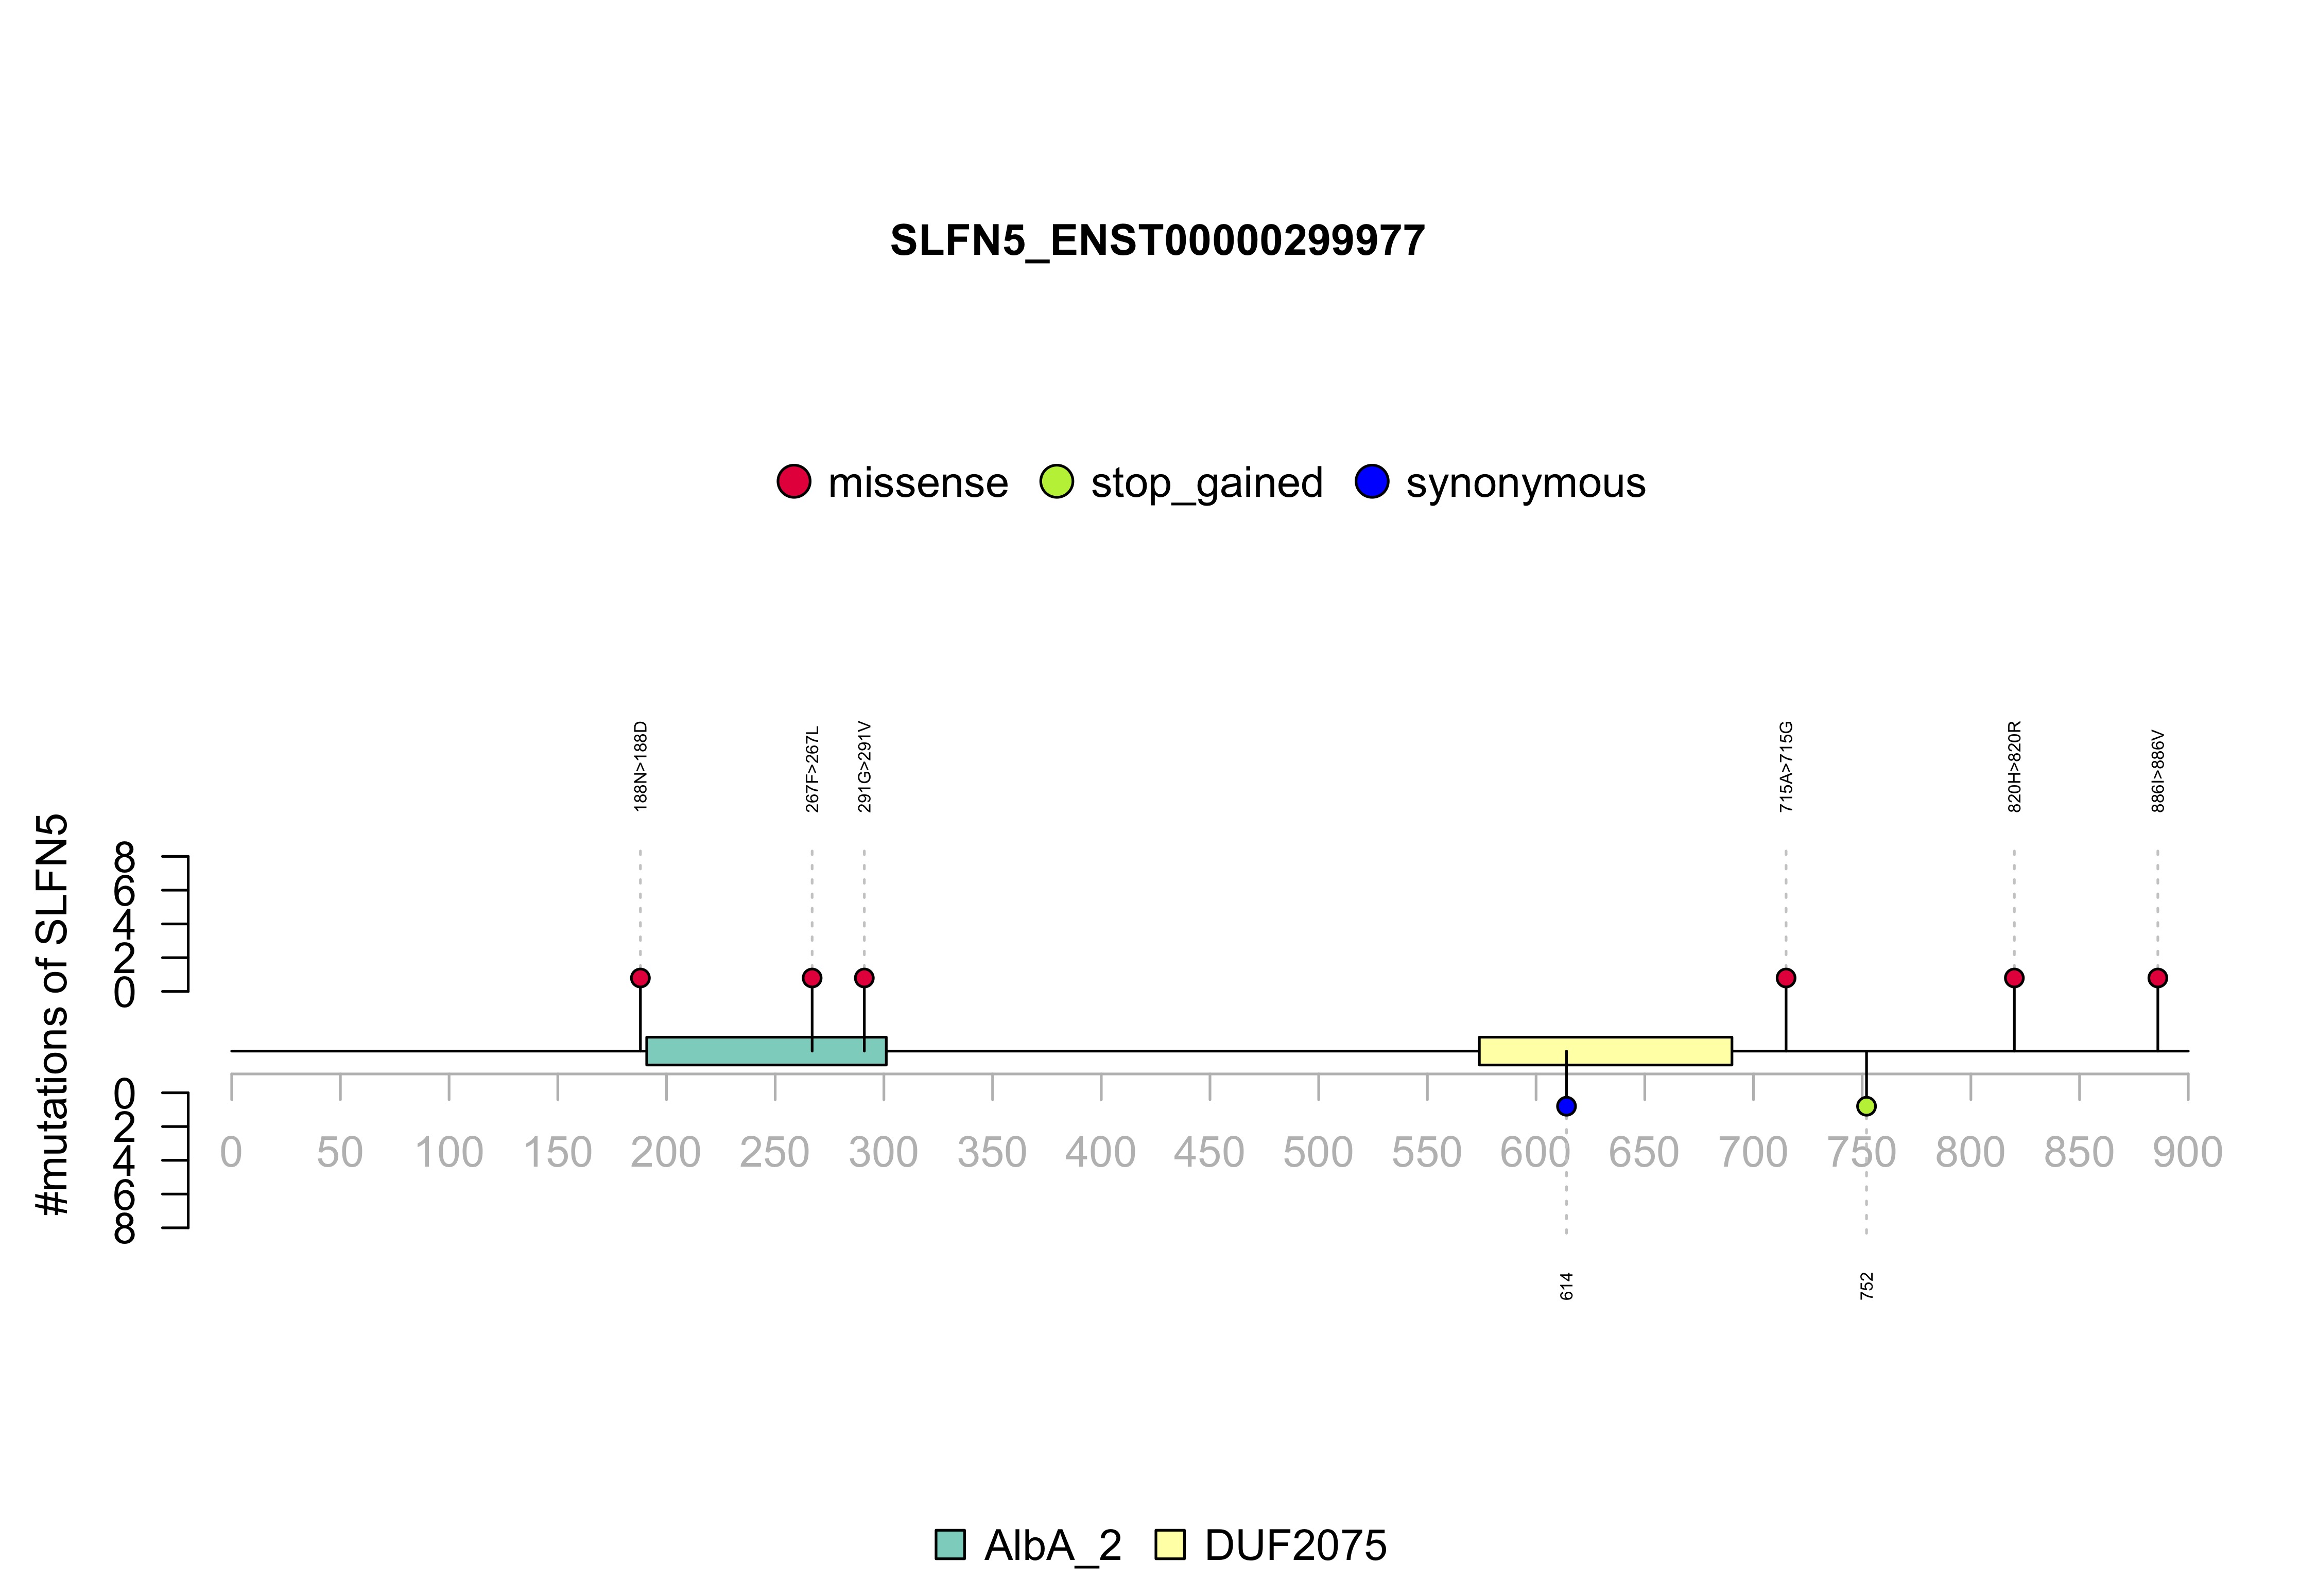 SLFN5_ENST00000299977
missense stop_gained synonymous
188N>188D
267F>267L
291G>291V
715A>715G
820H>820R
886I>886V
#mutations of SLFN5
8
6
4
2
0
0
2
4
6
8
0 50 100 150 200 250 300 350 400 450 500 550 600 650 700 750 800 850 900
614
752
AlbA_2 DUF2075